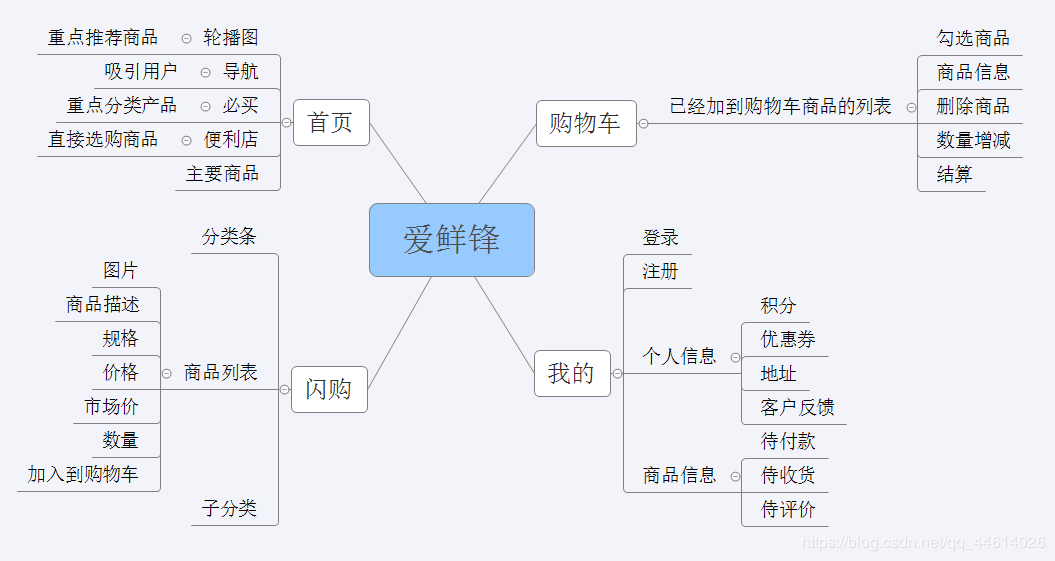 爱鲜锋
首页
轮播图
重点推荐商品
导航
吸引用户
必买
重点分类产品
便利店
直接选购商品
主要商品
闪购
分类条
商品列表
图片
商品描述
规格
价格
市场价
数量
加入到购物车
子分类
购物车
已经加到购物车商品的列表
勾选商品
商品信息
删除商品
数量增减
结算
我的
登录
注册
个人信息
积分
优惠券
地址
客户反馈
商品信息
待付款
侍收货
侍评价
https://blog.csdn.net/qq_44614026